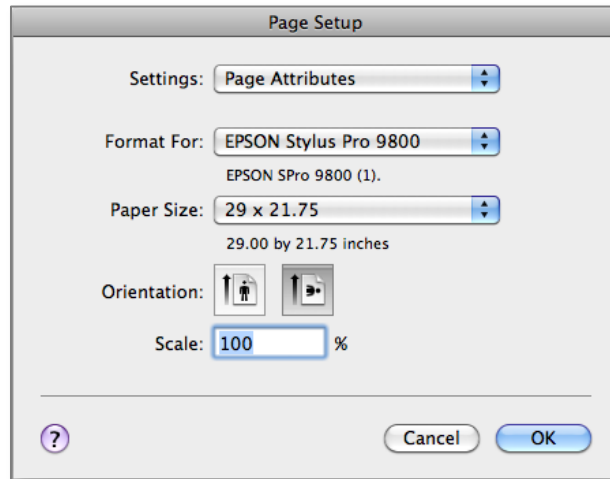 Page Setup
Settings: Page Attributes
Format For: EPSON Stylus Pro 9800
EPSON SPro 9800 (1).
Paper Size: 29 x 21.75
29.00 by 21.75 inches
Orientation:
Scale: 100 %
? Cancel OK